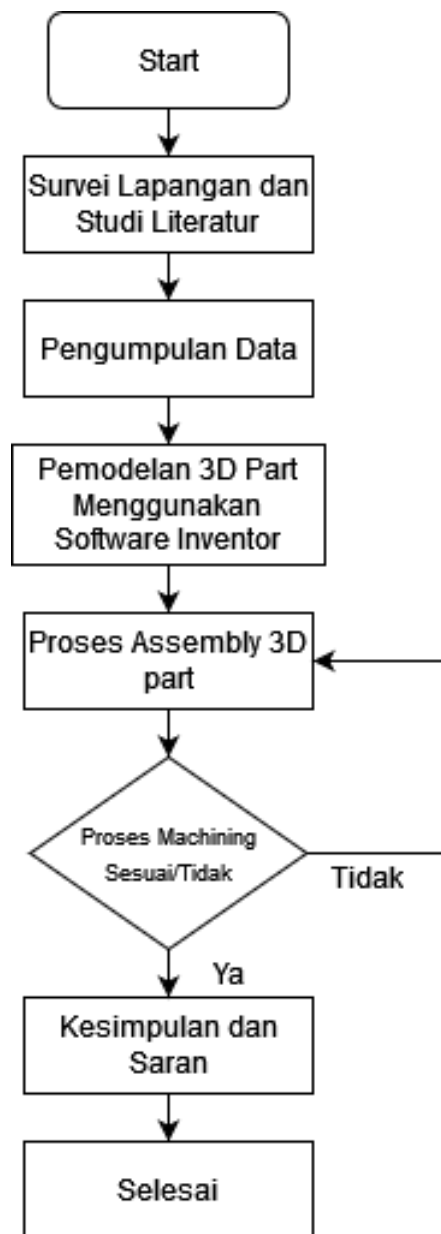 Start
Survei Lapangan dan
Studi Literatur
Pengumpulan Data
Pemodelan 3D Part
Menggunakan
Software Inventor
Proses Assembly 3D
part
Proses Machining
Sesuai/Tidak
Tidak
Ya
Kesimpulan dan
Saran
Selesai